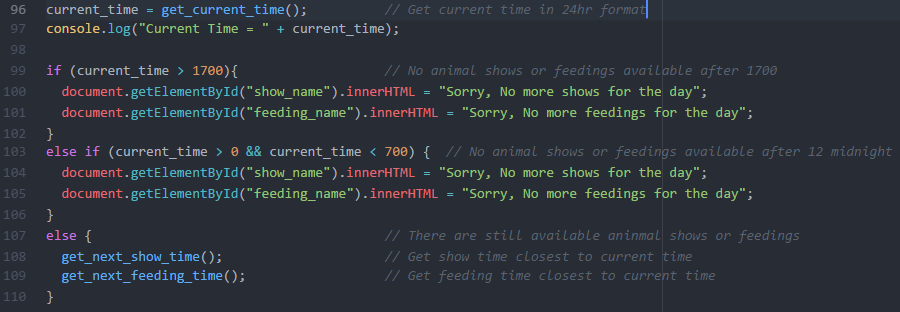 96 current_time = get_current_time(); // Get current time in 24hr format
97 console.log("Current Time = " + current_time);
98
99 if (current_time > 1700){ // No animal shows or feedings available after 1700
100 document.getElementById("show_name").innerHTML = "Sorry, No more shows for the day";
101 document.getElementById("feeding_name").innerHTML = "Sorry, No more feedings for the day";
102 }
103 else if (current_time > 0 && current_time < 700) { // No animal shows or feedings available after 12 midnight
104 document.getElementById("show_name").innerHTML = "Sorry, No more shows for the day";
105 document.getElementById("feeding_name").innerHTML = "Sorry, No more feedings for the day";
106 }
107 else { // There are still available aninmal shows or feedings
108 get_next_show_time(); // Get show time closest to current time
109 get_next_feeding_time(); // Get feeding time closest to current time
110 }